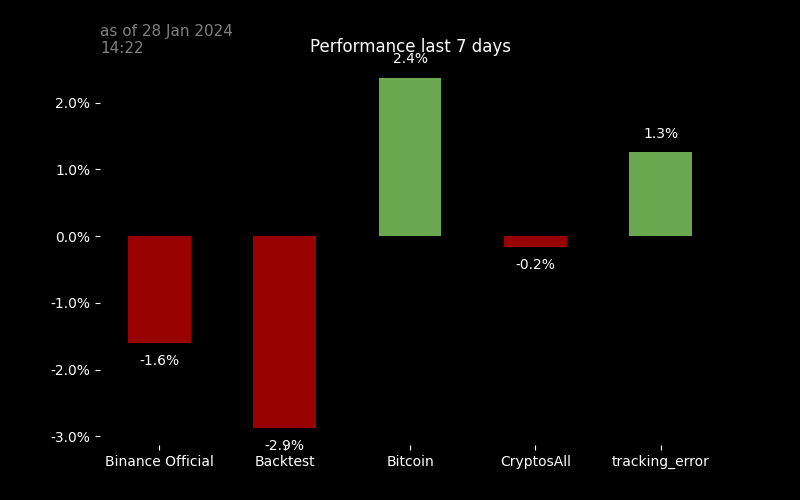 as of 28 Jan 2024
14:22
Performance last 7 days
2.4%
2.0%
1.3%
1.0%
0.0%
-0.2%
-1.0%
-1.6%
-2.0%
-2.9%
-3.0%
Binance Official
Backtest
Bitcoin
CryptosAll
tracking_error